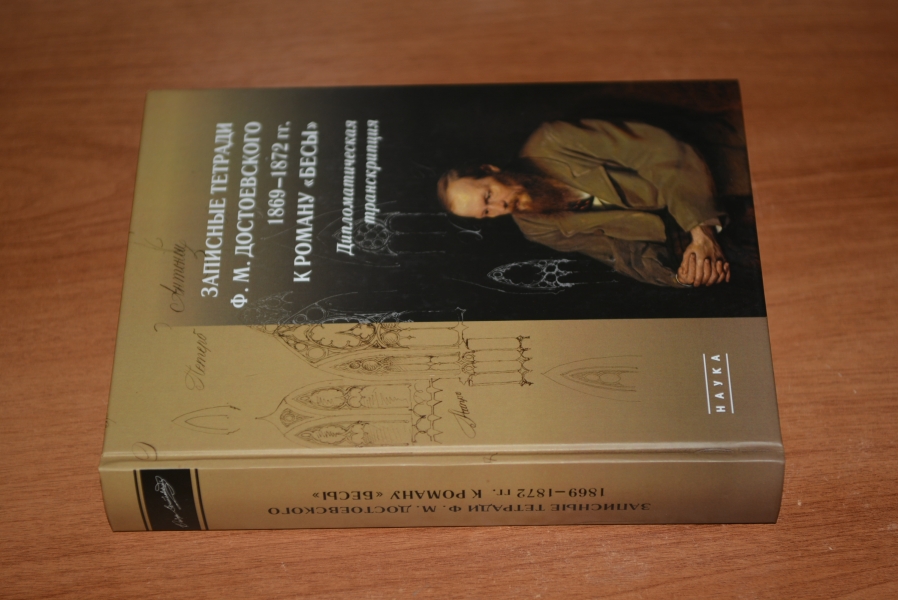 ЗАПИСНЫЕ ТЕТРАДИ
Ф. М. ДОСТОЕВСКОГО
1869–1872 гг.
К РОМАНУ «БЕСЫ»
Дипломатическая
транскрипция
НАУКА
ЗАПИСНЫЕ ТЕТРАДИ Ф. М. ДОСТОЕВСКОГО
1869–1872 гг. К РОМАНУ «БЕСЫ»